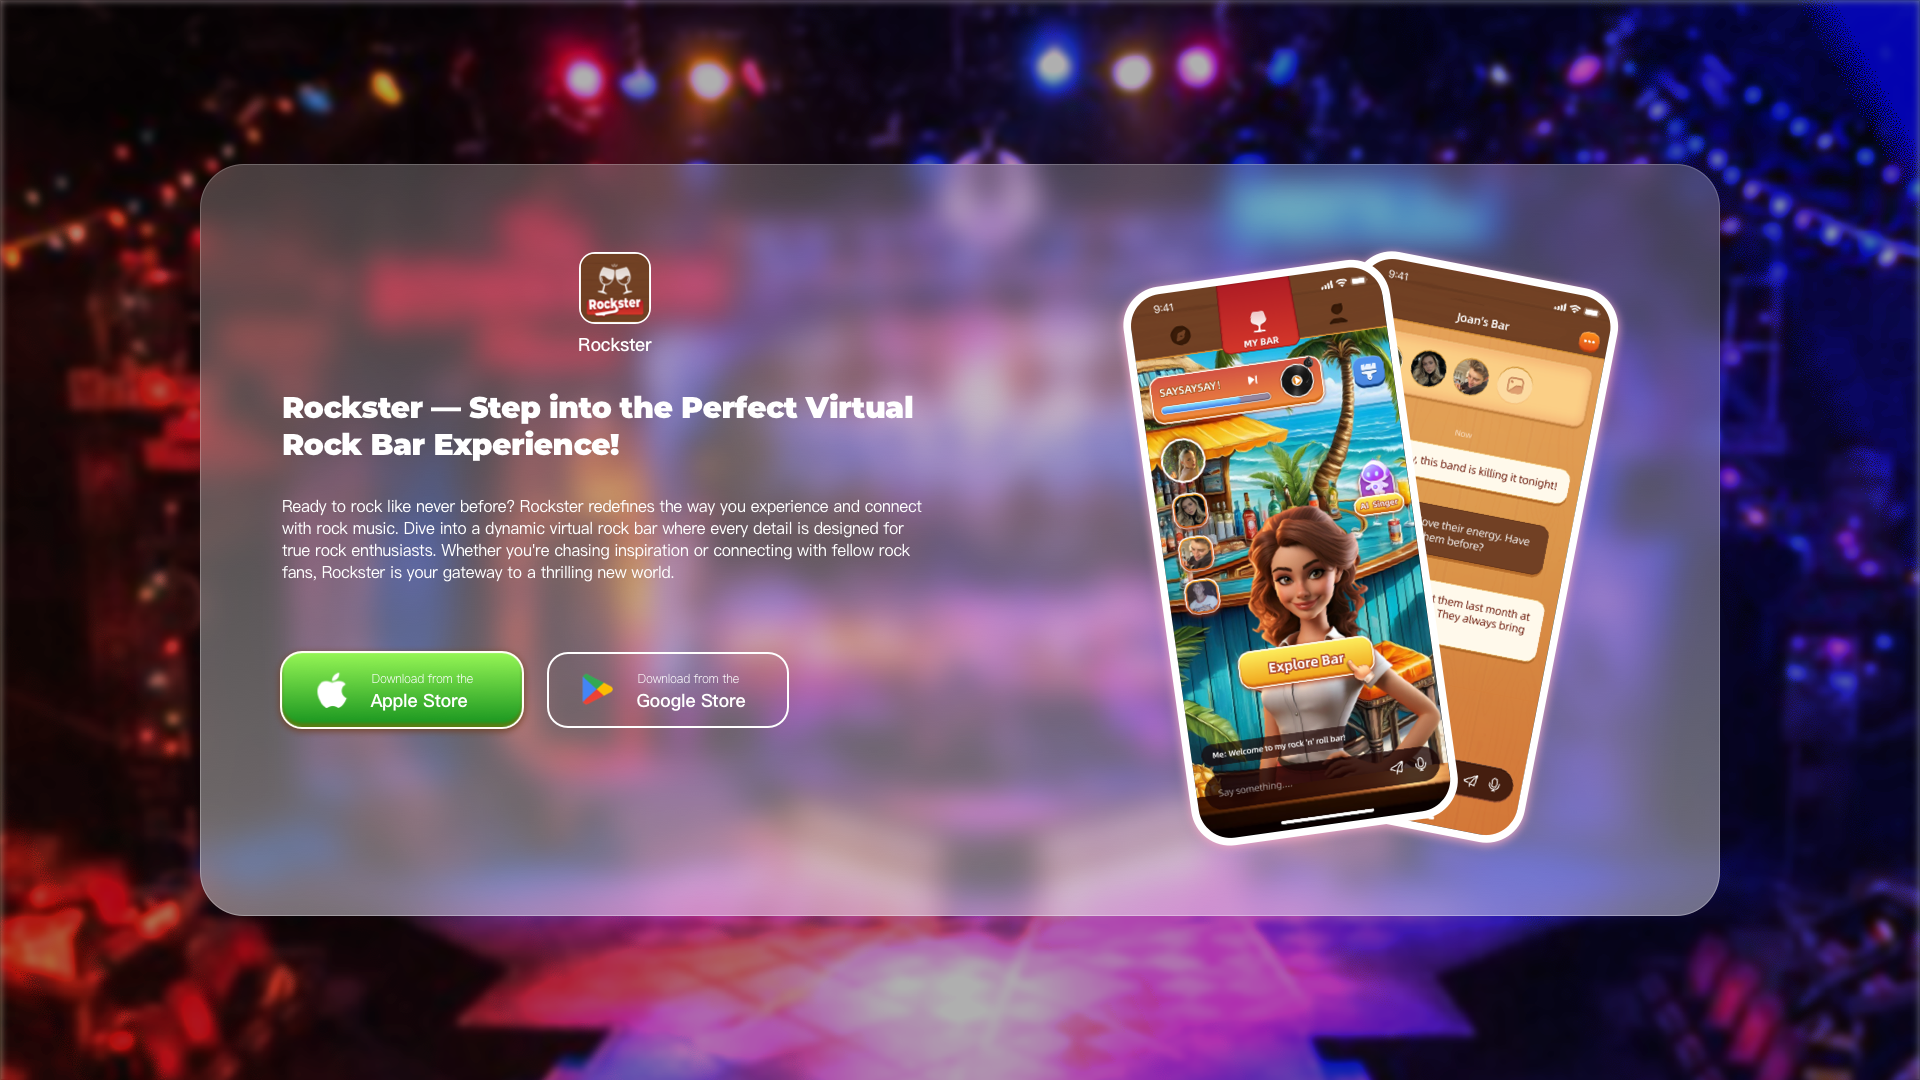 Rockster
Rockster
Rockster — Step into the Perfect Virtual
Rock Bar Experience!
Ready to rock like never before? Rockster redefines the way you experience and connect
with rock music. Dive into a dynamic virtual rock bar where every detail is designed for
true rock enthusiasts. Whether you're chasing inspiration or connecting with fellow rock
fans, Rockster is your gateway to a thrilling new world.
Download from the
Apple Store
Download from the
Google Store
9:41
MY BAR
SAYSAYSAY!
AI Singer
Explore Bar
Me: Welcome to my rock 'n' roll bar!
Say something....
9:41
Joan's Bar
Now
, this band is killing it tonight!
ove their energy. Have
hem before?
t them last month at
They always bring